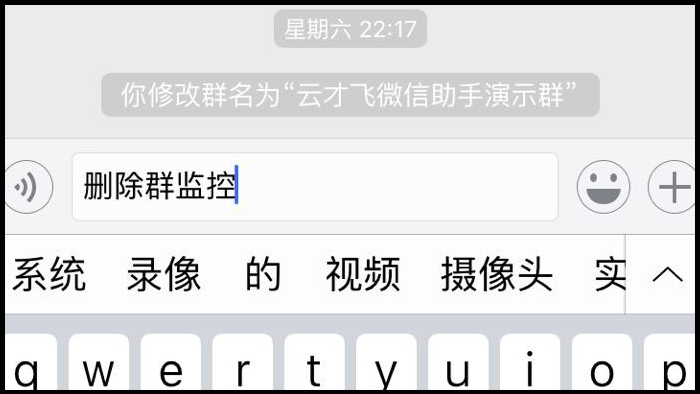 星期六 22:17
你修改群名为“云才飞微信助手演示群”
删除群监控
系统 录像 的 视频 摄像头 实
q w e r t y u i o p